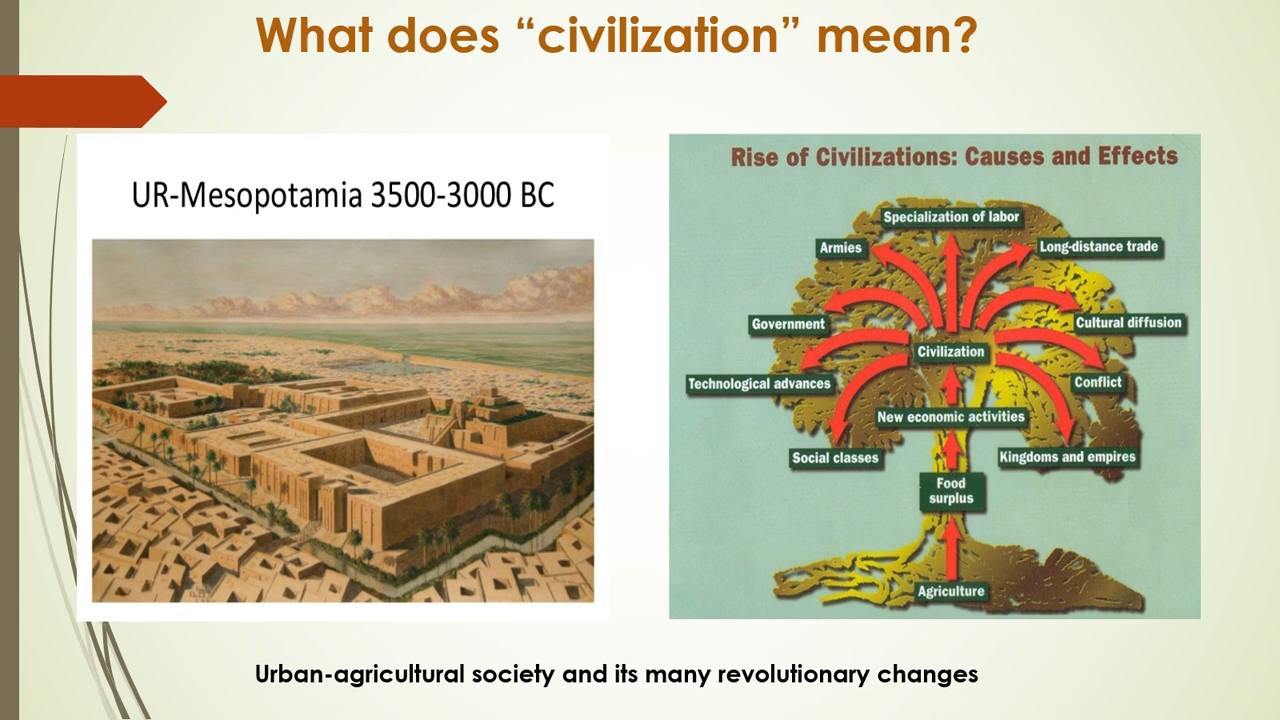 What does “civilization” mean?
UR-Mesopotamia 3500-3000 BC
Rise of Civilizations: Causes and Effects
Specialization of labor
Armies
Long-distance trade
Government
Cultural diffusion
Civilization
Technological advances
Conflict
New economic activities
Social classes
Kingdoms and empires
Food
surplus
Agriculture
Urban-agricultural society and its many revolutionary changes